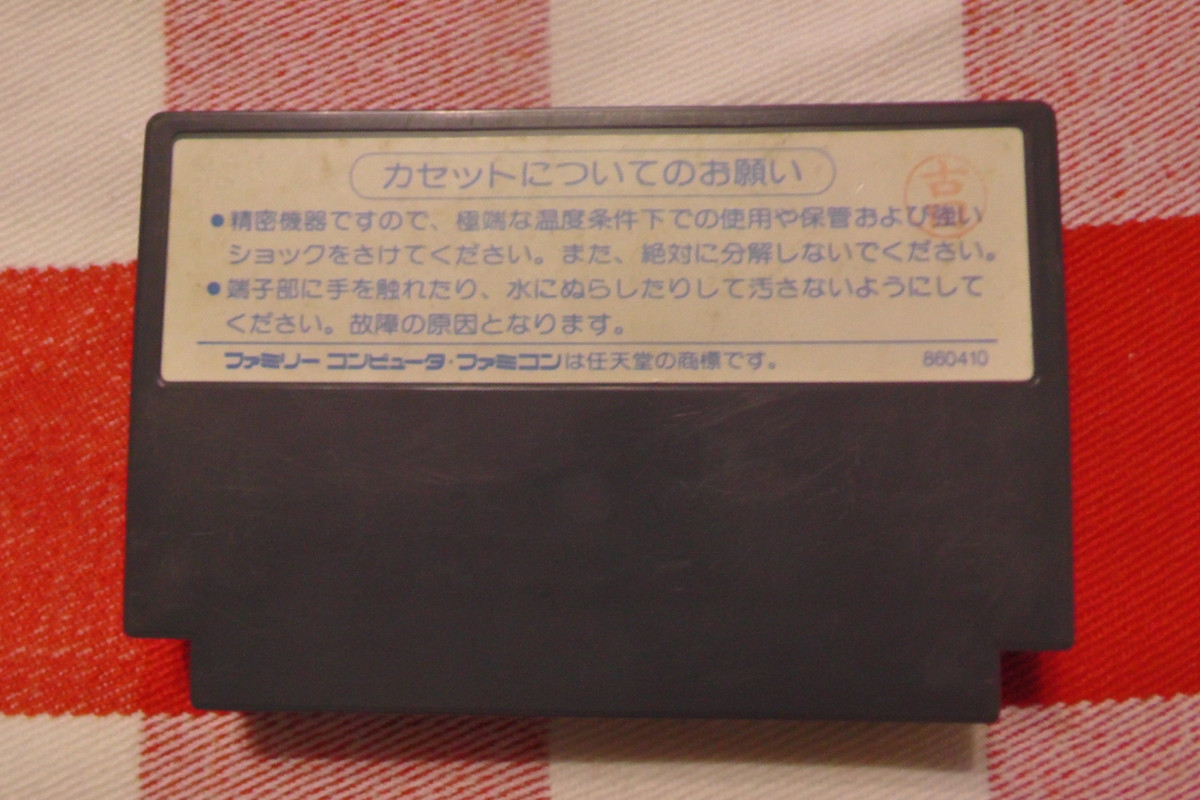 カセットについてのお願い
●精密機器ですので、極端な温度条件下での使用や保管および強い
ショックをさけてください。また、絶対に分解しないでください。
●端子部に手を触れたり、水にぬらしたりして汚さないようにして
ください。故障の原因となります。
ファミリーコンピュータ・ファミコンは任天堂の商標です。 860410
古